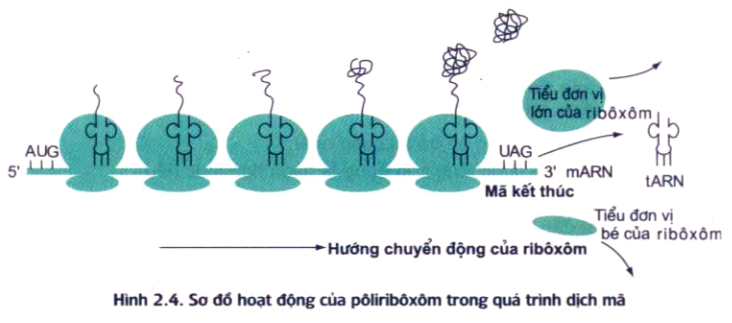 Tiểu đơn vị
lớn của ribôxôm
AUG
UAG
5'
3' mARN
tARN
Mã kết thúc
Tiểu đơn vị
bé của ribôxôm
Hướng chuyển động của ribôxôm
Hình 2.4. Sơ đồ hoạt động của pôliribôxôm trong quá trình dịch mã